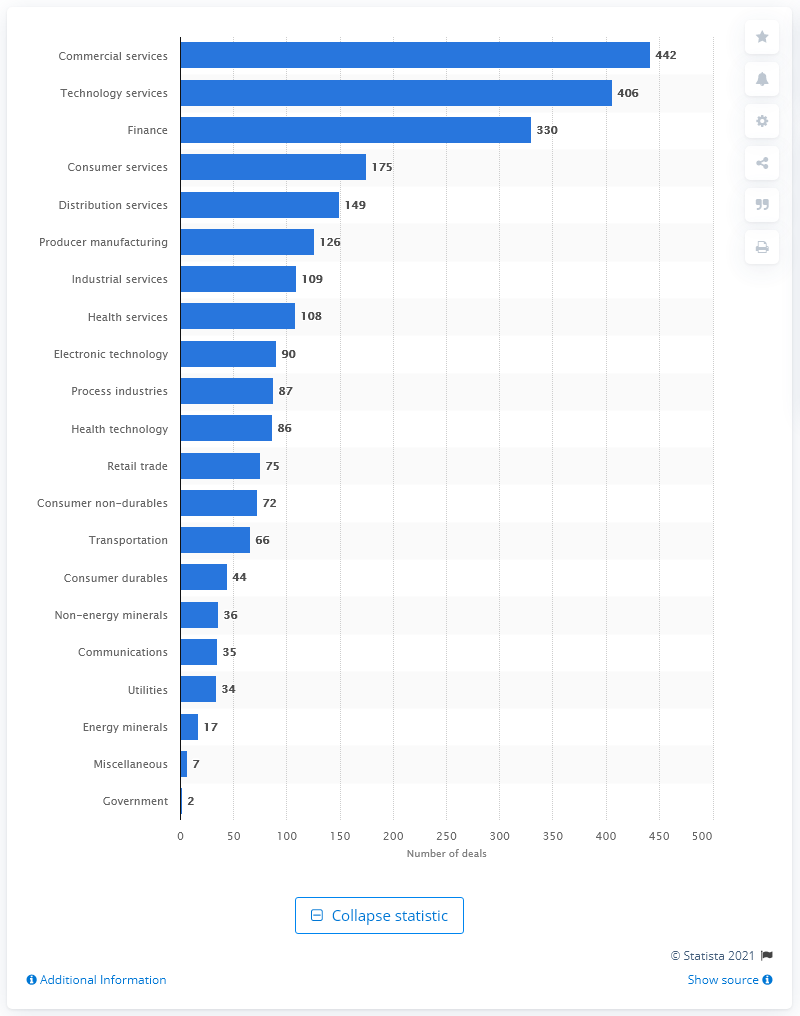 Commercial services 442
Technology services 406
Finance 330
Consumer services 175
Distribution services 149
Producer manufacturing 126
Industrial services 109
Health services 108
Electronic technology 90
Process industries 87
Health technology 86
Retail trade 75
Consumer non-durables 72
Transportation 66
Consumer durables 44
Non-energy minerals 36
Communications 35
Utilities 34
Energy minerals 17
Miscellaneous 7
Government 2
0 50 100 150 200 250 300 350 400 450 500
Number of deals
Collapse statistic
© Statista 2021
Additional Information Show source